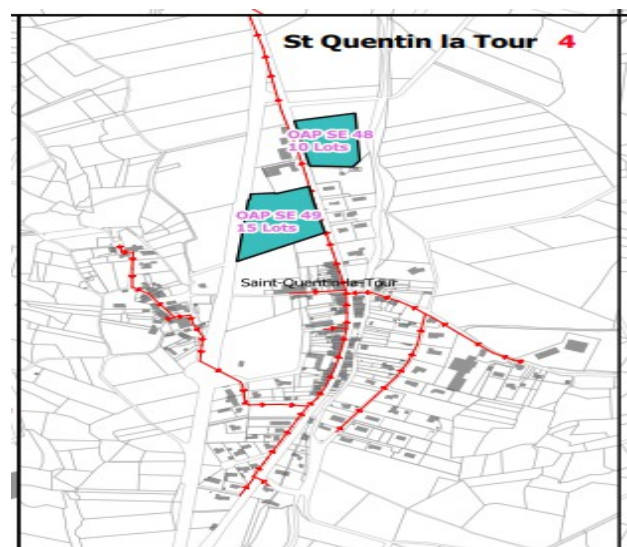 St Quentin la Tour 4
OAP SE 48
10 Lots
OAP SE 49
15 Lots
Saint-Quentin-la-Tour